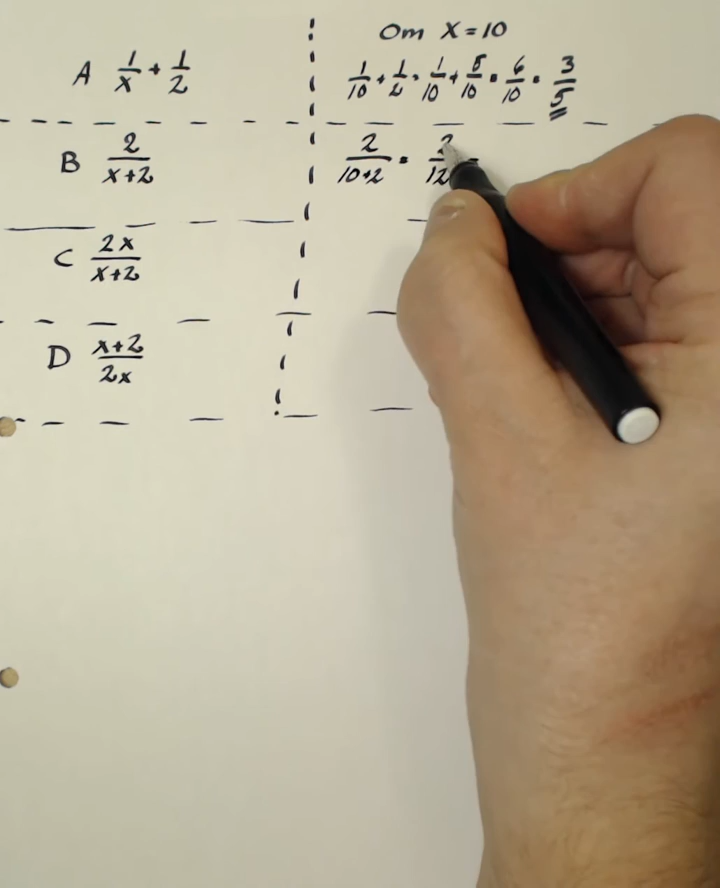 Om X = 10
A 1/x + 1/2
1/10 + 1/2 = 1/10 + 5/10 = 6/10 = 3/5
B 2/(x+2)
2/(10+2) = 2/12 =
C 2x/(x+2)
D (x+2)/2x